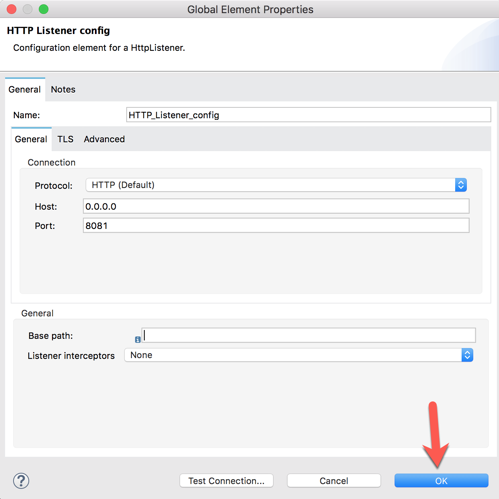 Global Element Properties
HTTP Listener config
Configuration element for a HttpListener.
General Notes
Name: HTTP_Listener_config
General TLS Advanced
Connection
Protocol: HTTP (Default)
Host: 0.0.0.0
Port: 8081
General
Base path:
Listener interceptors None
? Test Connection... Cancel OK